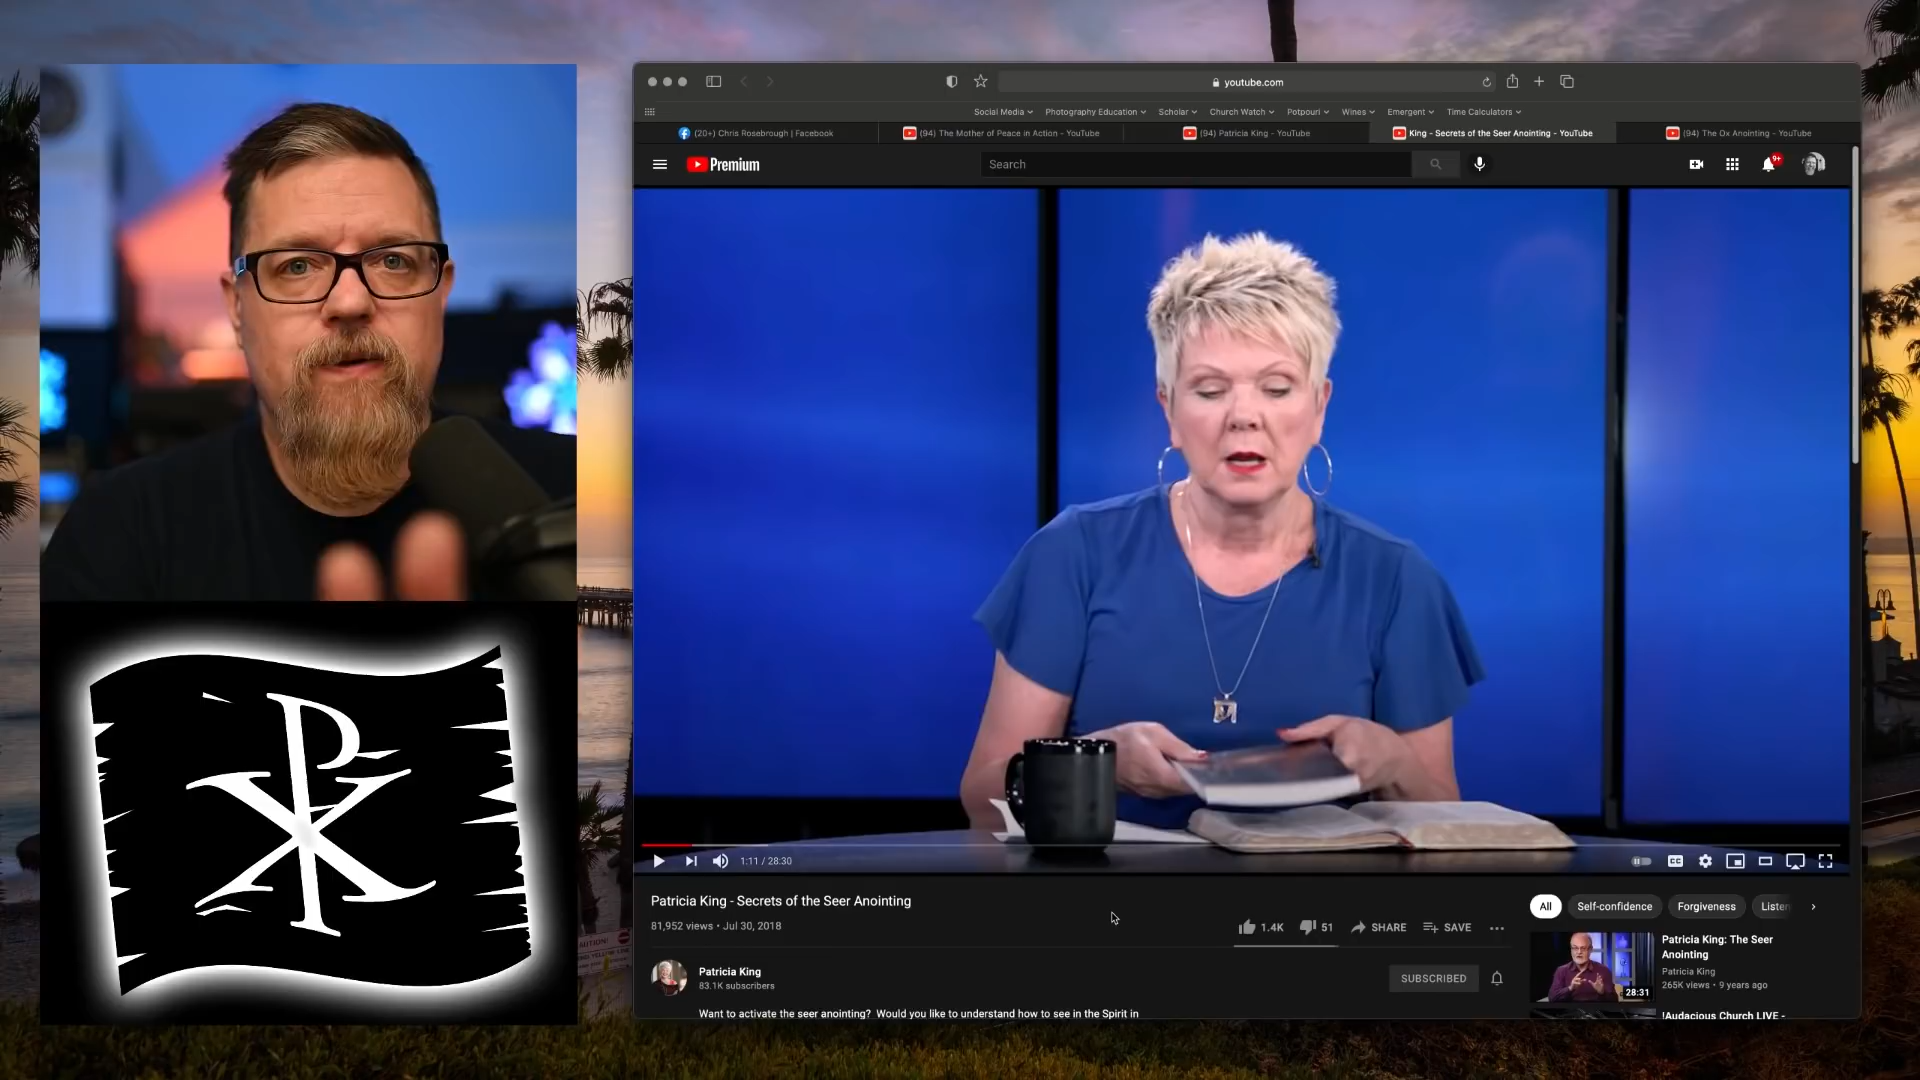 youtube.com
Social Media
Photography Education
Scholar
Church Watch
Potpouri
Wines
Emergent
Time Calculators
(20+) Chris Rosebrough | Facebook
(94) The Mother of Peace in Action - YouTube
(94) Patricia King - YouTube
King - Secrets of the Seer Anointing - YouTube
(94) The Ox Anointing - YouTube
Premium
Search
9+
1:11 / 28:30
CC
Patricia King - Secrets of the Seer Anointing
81,952 views • Jul 30, 2018
1.4K
51
SHARE
SAVE
Patricia King
83.1K subscribers
SUBSCRIBED
Want to activate the seer anointing? Would you like to understand how to see in the Spirit in
All
Self-confidence
Forgiveness
Listen
28:31
Patricia King: The Seer
Anointing
Patricia King
265K views • 9 years ago
!Audacious Church LIVE -